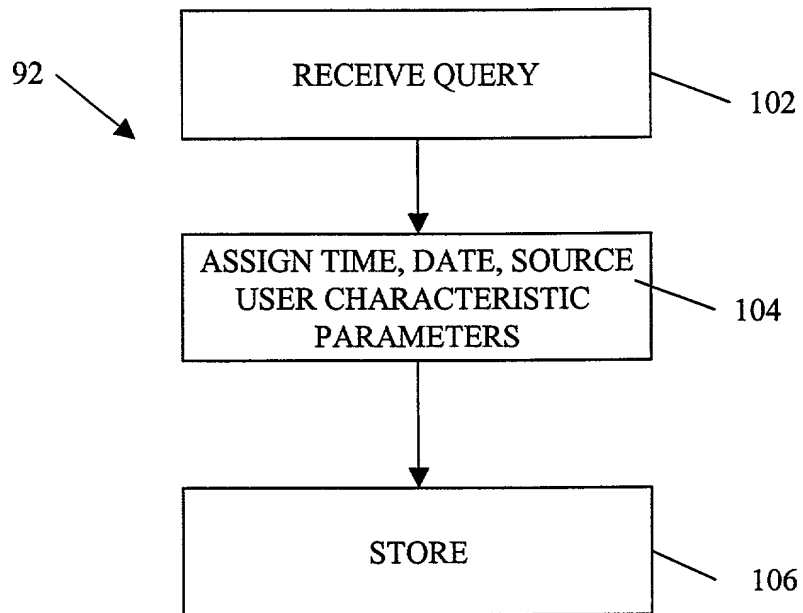 RECEIVE QUERY
92
102
ASSIGN TIME, DATE, SOURCE
USER CHARACTERISTIC
PARAMETERS
104
STORE
106